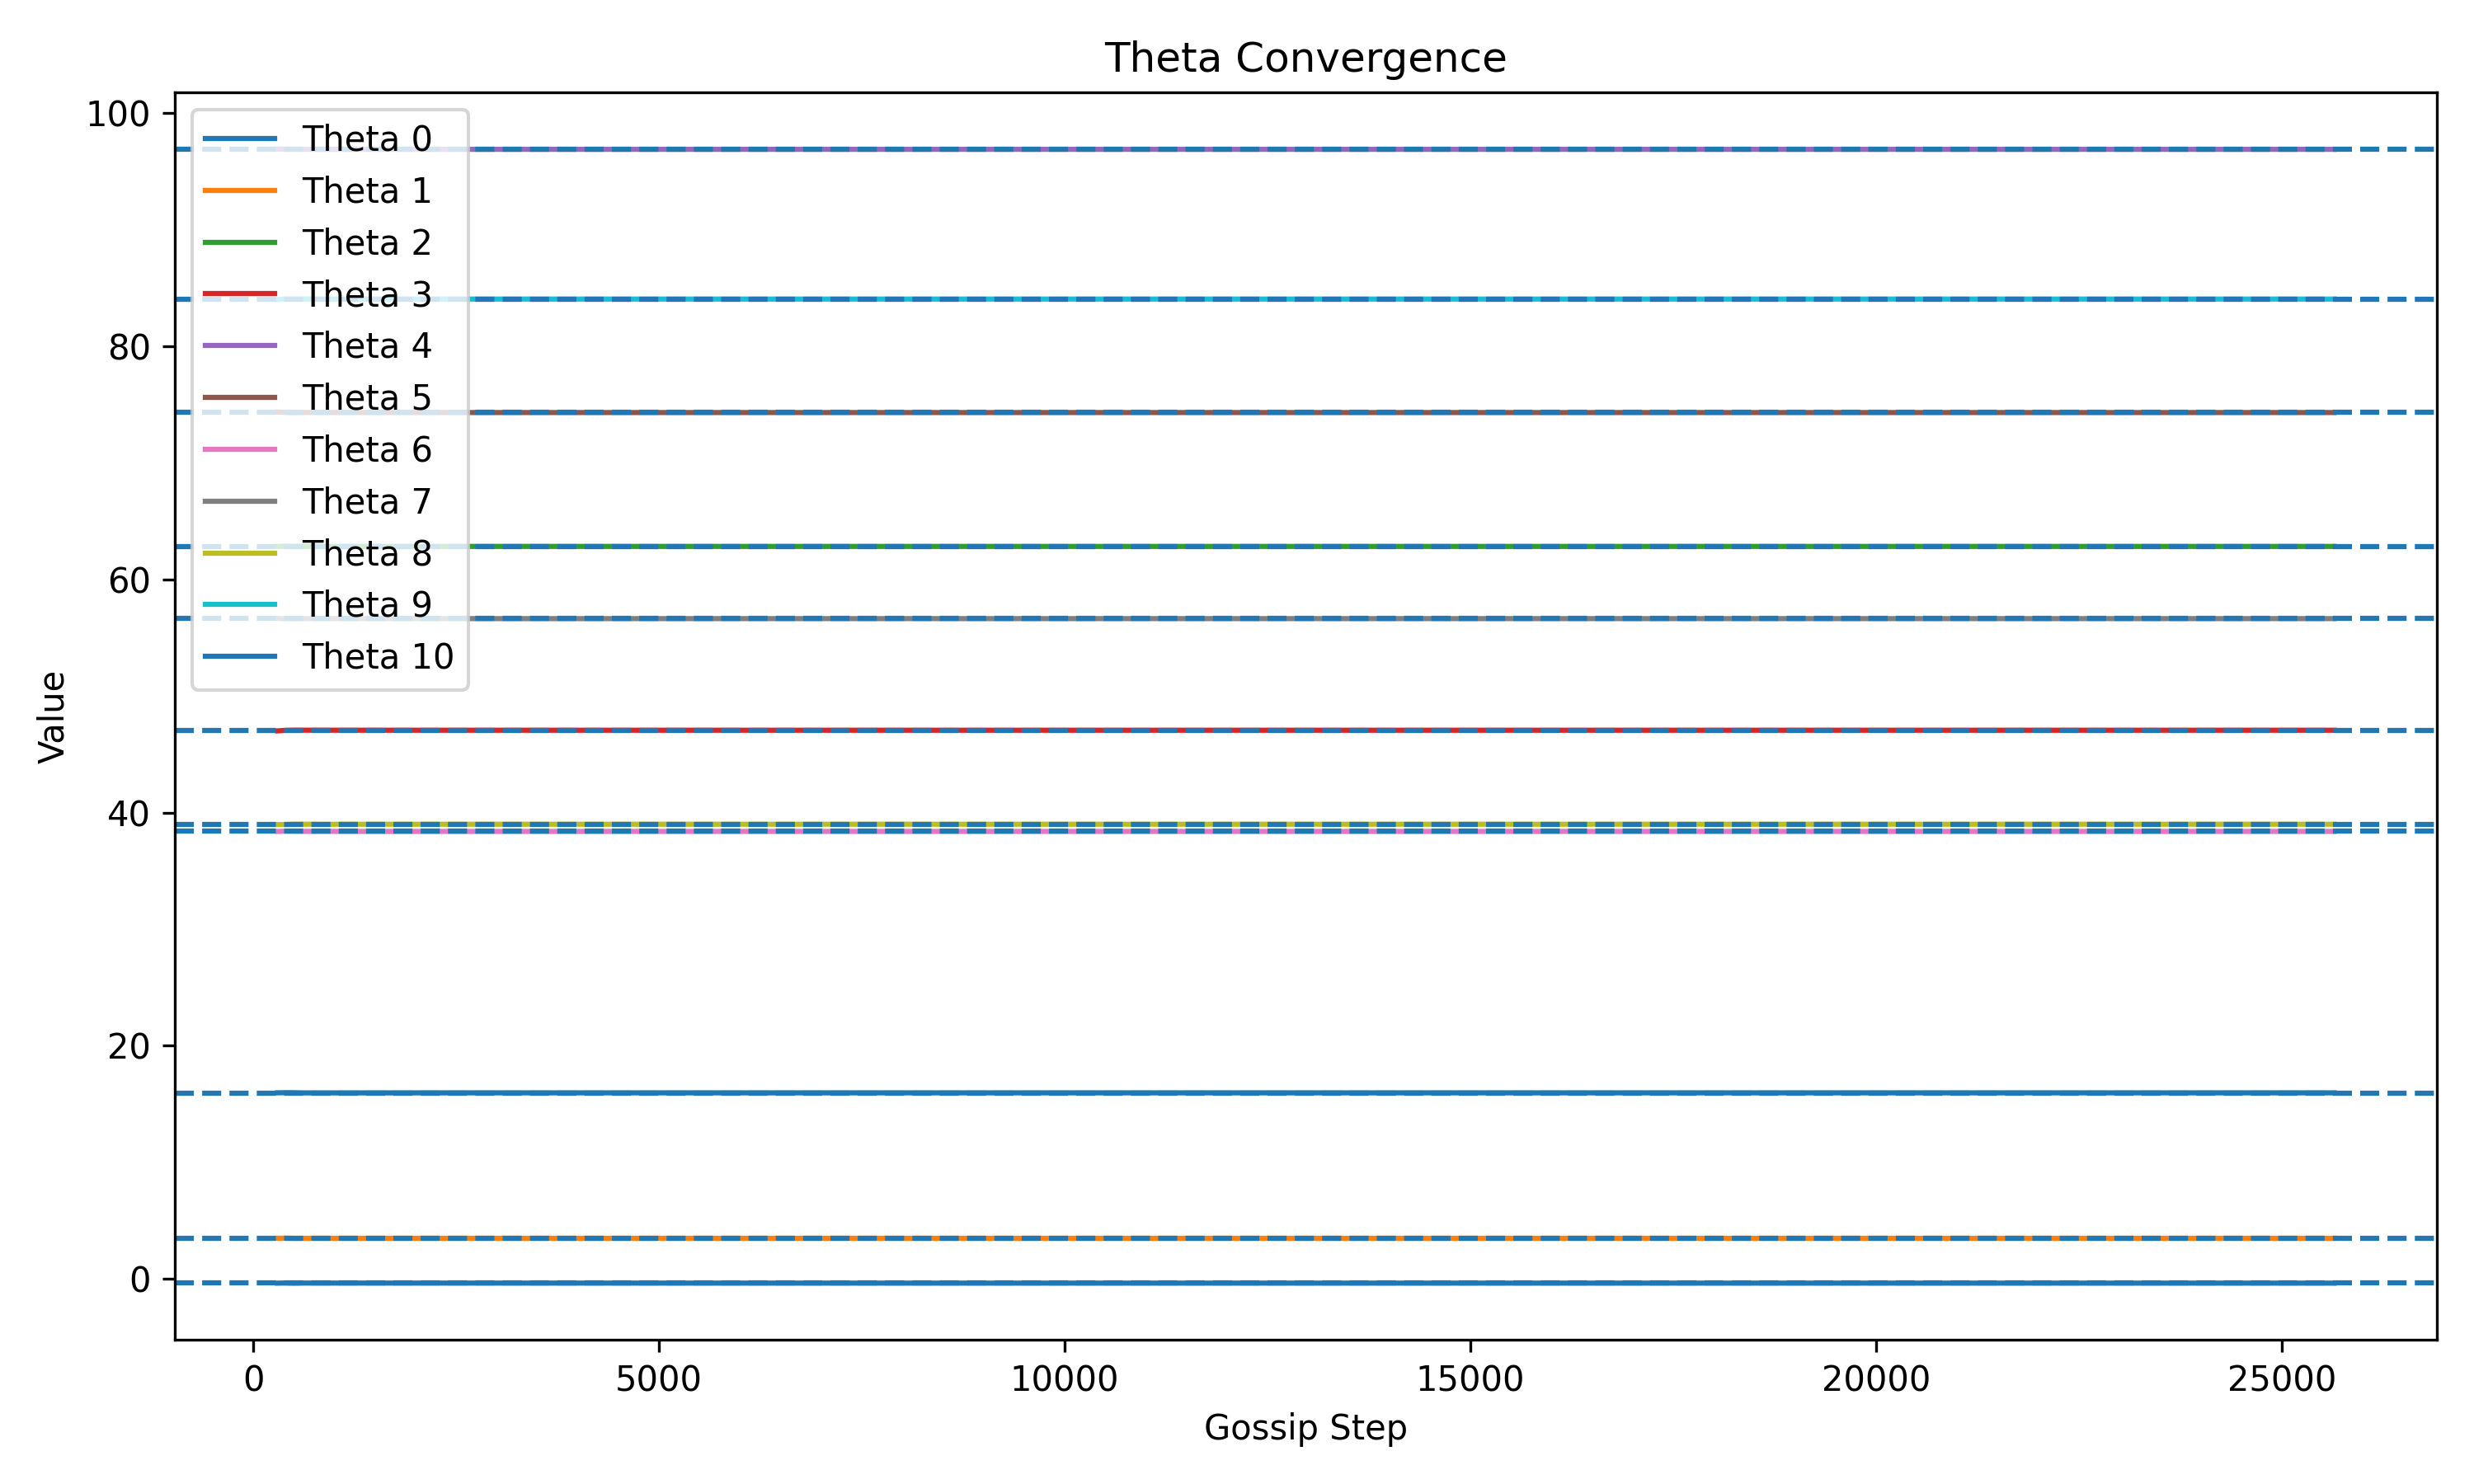 Theta Convergence
100
80
60
40
20
0
Value
Theta 0
Theta 1
Theta 2
Theta 3
Theta 4
Theta 5
Theta 6
Theta 7
Theta 8
Theta 9
Theta 10
0 5000 10000 15000 20000 25000
Gossip Step